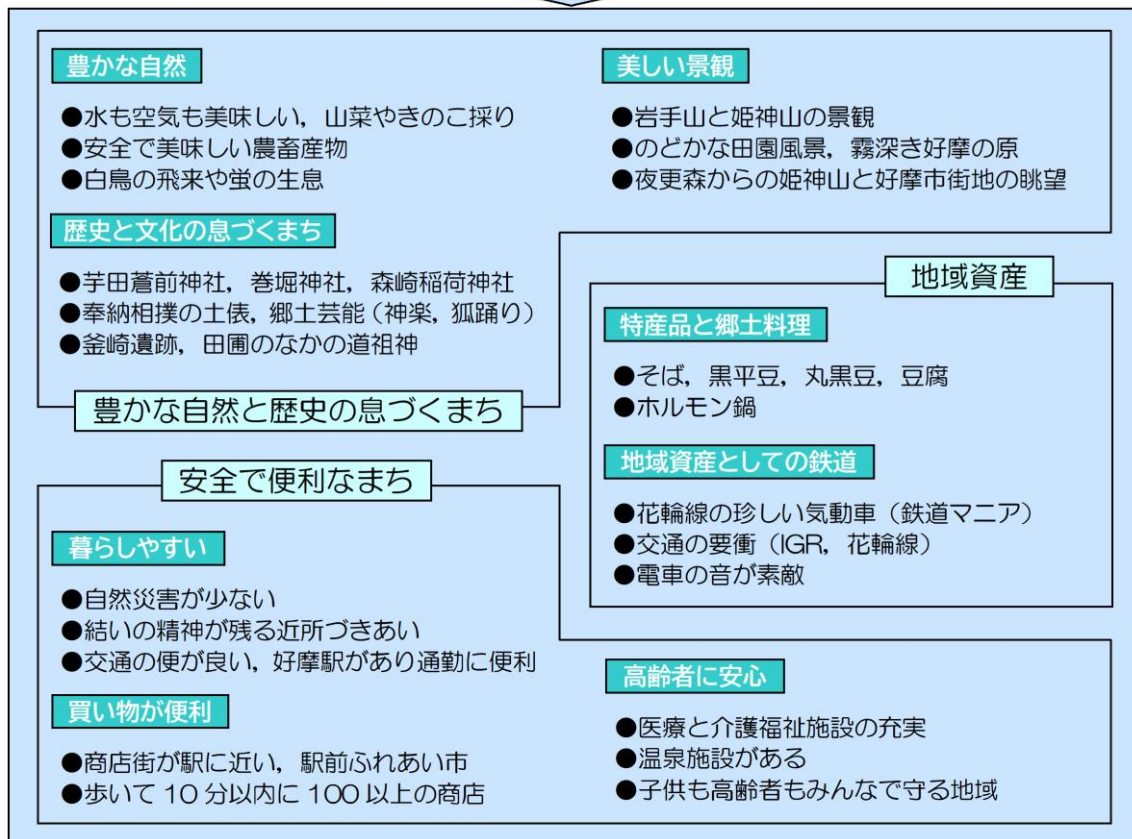 豊かな自然
●水も空気も美味しい，山菜やきのこ採り
●安全で美味しい農畜産物
●白鳥の飛来や蛍の生息
美しい景観
●岩手山と姫神山の景観
●のどかな田園風景，霧深き好摩の原
●夜更森からの姫神山と好摩市街地の眺望
歴史と文化の息づくまち
●芋田蒼前神社，巻堀神社，森崎稲荷神社
●奉納相撲の土俵，郷土芸能（神楽，狐踊り）
●釜崎遺跡，田圃のなかの道祖神
豊かな自然と歴史の息づくまち
地域資産
特産品と郷土料理
●そば，黒平豆，丸黒豆，豆腐
●ホルモン鍋
地域資産としての鉄道
●花輪線の珍しい気動車（鉄道マニア）
●交通の要衝（IGR，花輪線）
●電車の音が素敵
安全で便利なまち
暮らしやすい
●自然災害が少ない
●結いの精神が残る近所づきあい
●交通の便が良い，好摩駅があり通勤に便利
買い物が便利
●商店街が駅に近い，駅前ふれあい市
●歩いて 10 分以内に 100 以上の商店
高齢者に安心
●医療と介護福祉施設の充実
●温泉施設がある
●子供も高齢者もみんなで守る地域